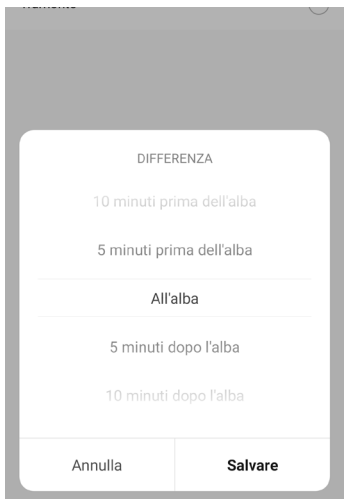 DIFFERENZA
10 minuti prima dell'alba
5 minuti prima dell'alba
All'alba
5 minuti dopo l'alba
10 minuti dopo l'alba
Annulla
Salvare